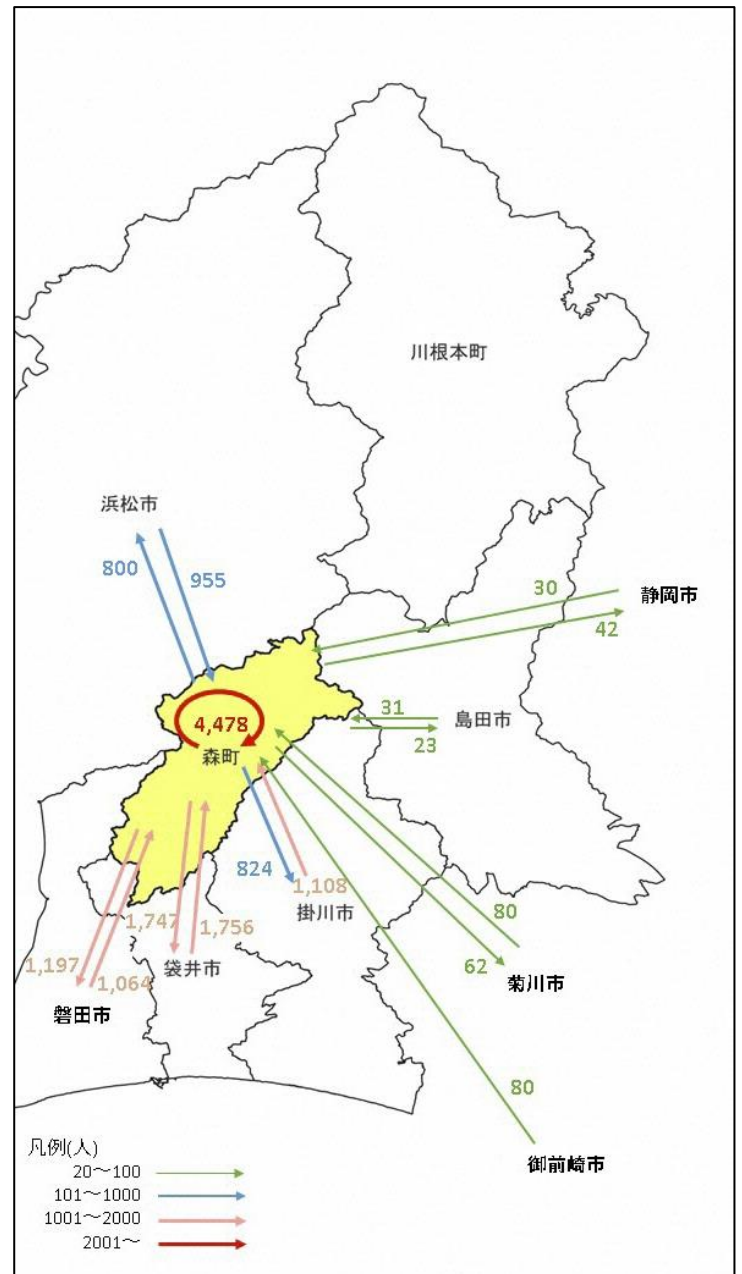 川根本町
浜松市
800
955
30
静岡市
42
31
島田市
23
4,478
森町
824
1,108
掛川市
1,747
1,756
袋井市
1,197
1,064
磐田市
80
62
菊川市
80
御前崎市
凡例(人)
20～100
101～1000
1001～2000
2001～